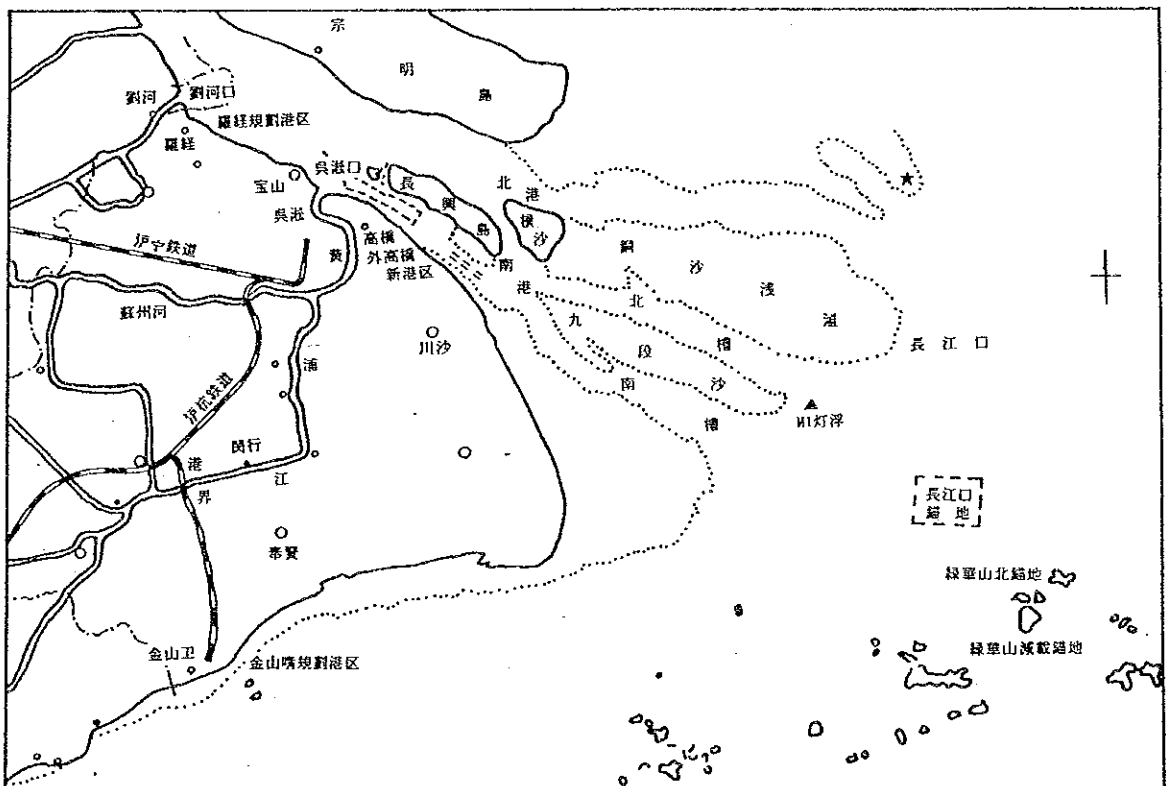 宗明島
劉河
劉河口
羅経規劃港区
羅経
宝山
呉淞口
呉淞
長興島
北港
横沙
高橋
外高橋
新港区
南港
銅沙浅滩
北槽
九段沙
南槽
長江口
滬宁鉄道
蘇州河
黄浦江
川沙
滬杭鉄道
閔行
港界
奉賢
M1灯浮
長江口
錨 地
緑華山北錨地
緑華山減載錨地
金山卫
金山嘴規劃港区